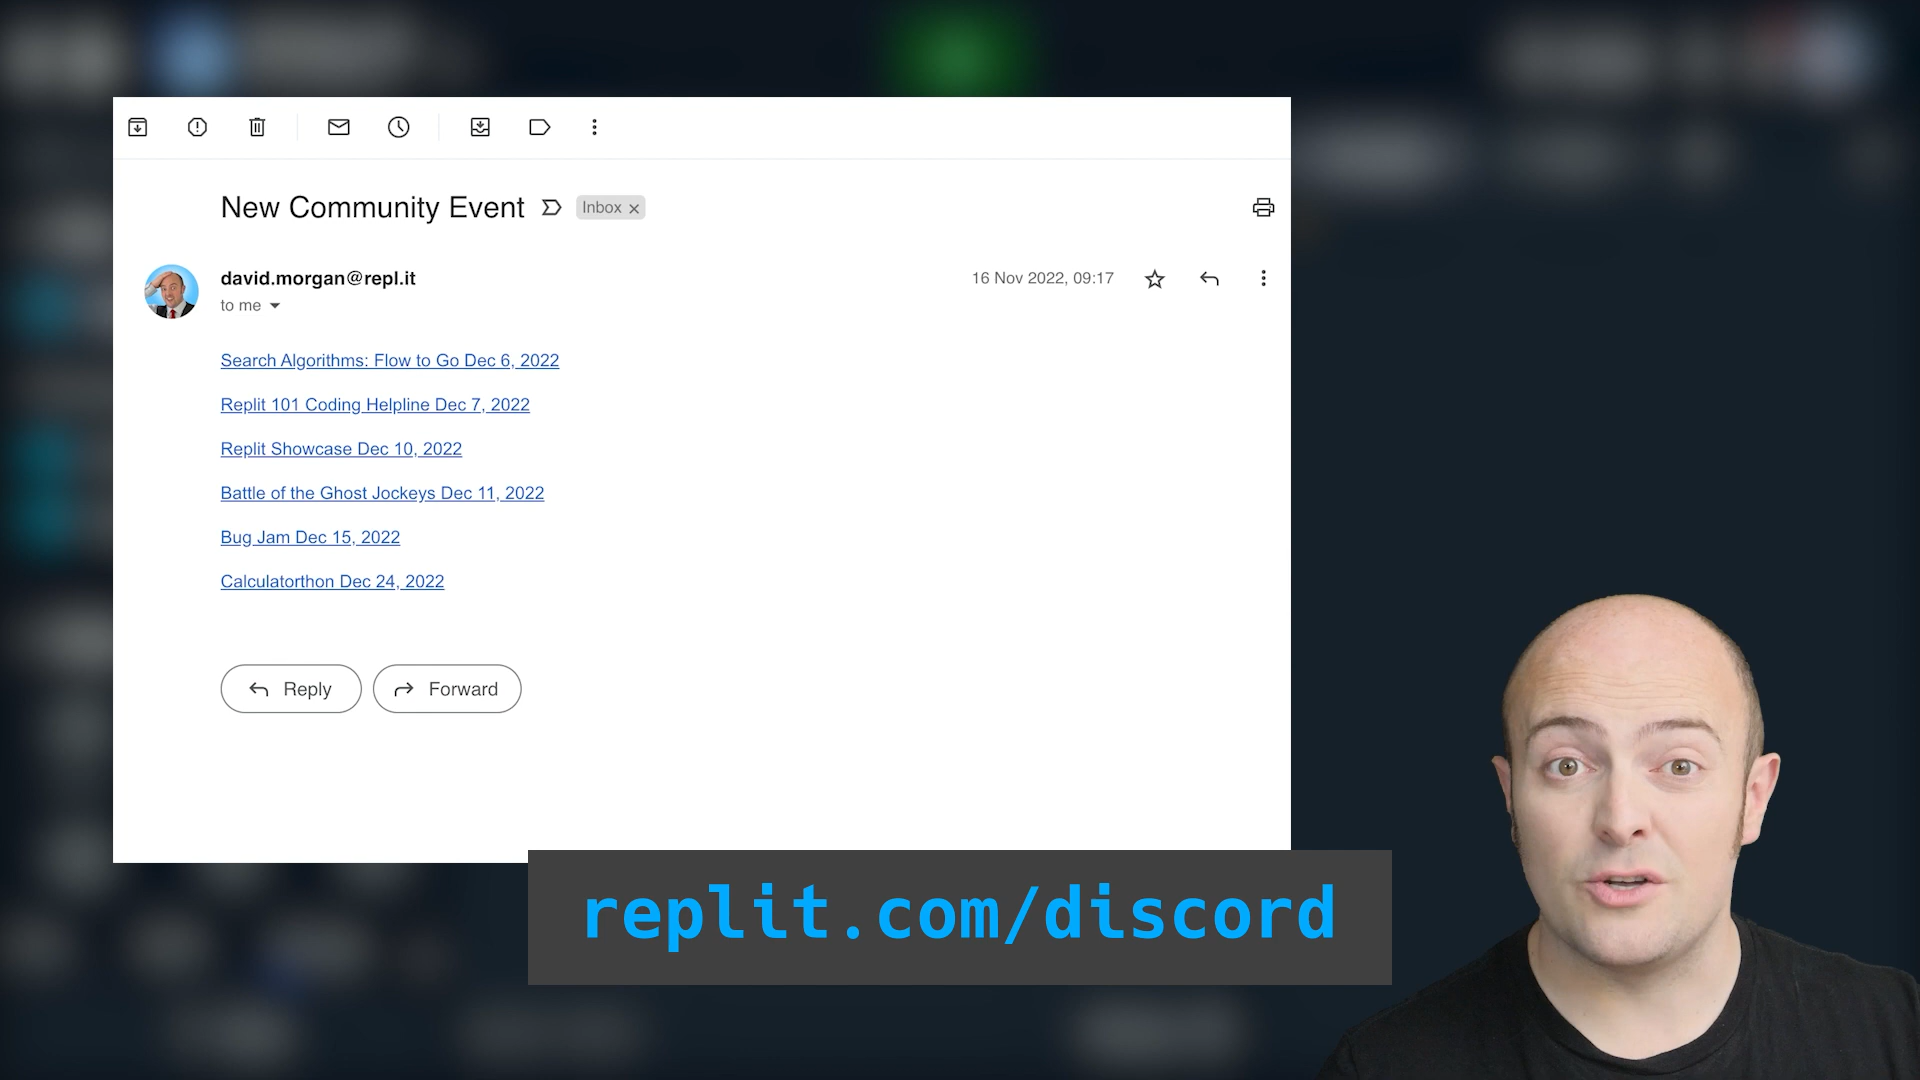 New Community Event
Inbox
david.morgan@repl.it
16 Nov 2022, 09:17
to me
Search Algorithms: Flow to Go Dec 6, 2022
Replit 101 Coding Helpline Dec 7, 2022
Replit Showcase Dec 10, 2022
Battle of the Ghost Jockeys Dec 11, 2022
Bug Jam Dec 15, 2022
Calculatorthon Dec 24, 2022
Reply
Forward
replit.com/discord